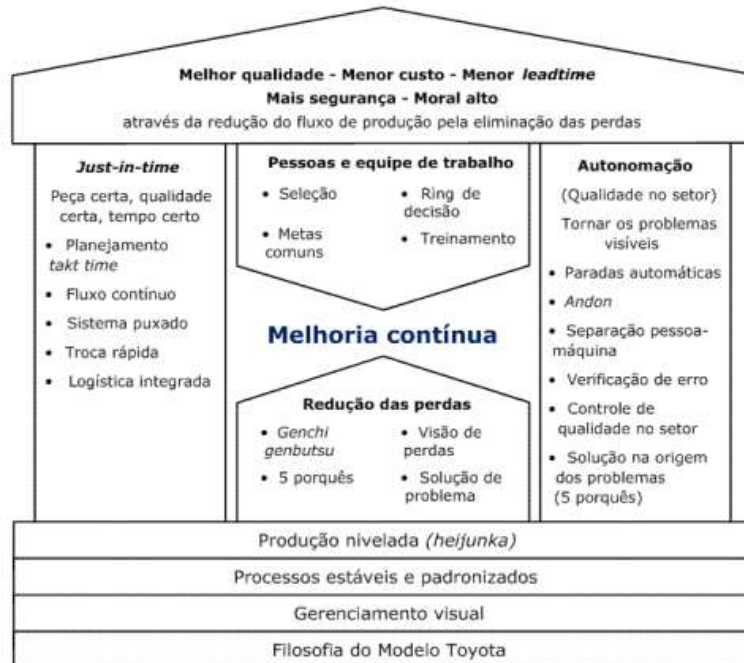 Melhor qualidade - Menor custo - Menor leadtime
Mais segurança - Moral alto
através da redução do fluxo de produção pela eliminação das perdas
Just-in-time
Peça certa, qualidade
certa, tempo certo
• Planejamento
takt time
• Fluxo contínuo
• Sistema puxado
• Troca rápida
• Logística integrada
Pessoas e equipe de trabalho
• Seleção
• Metas
comuns
• Ring de
decisão
• Treinamento
Melhoria contínua
Redução das perdas
• Genchi
genbutsu
• 5 porquês
• Visão de
perdas
• Solução de
problema
Autonomação
(Qualidade no setor)
Tornar os problemas
visíveis
• Paradas automáticas
• Andon
• Separação pessoa-
máquina
• Verificação de erro
• Controle de
qualidade no setor
• Solução na origem
dos problemas
(5 porquês)
Produção nivelada (heijunka)
Processos estáveis e padronizados
Gerenciamento visual
Filosofia do Modelo Toyota